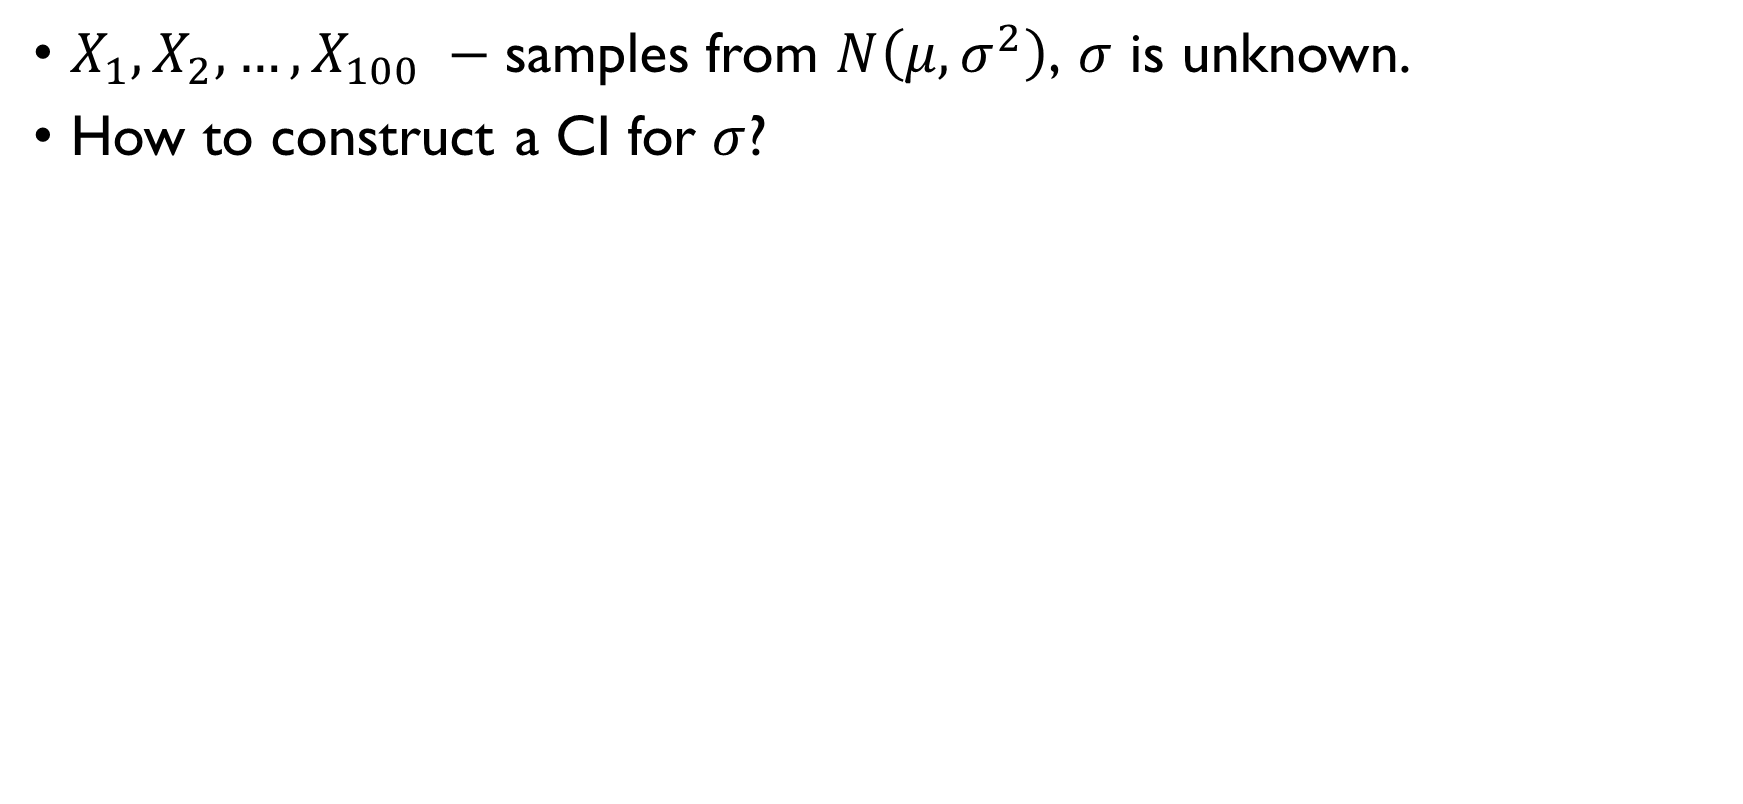 • X₁, X₂, … , X₁₀₀ – samples from N(μ, σ²), σ is unknown.
• How to construct a CI for σ?